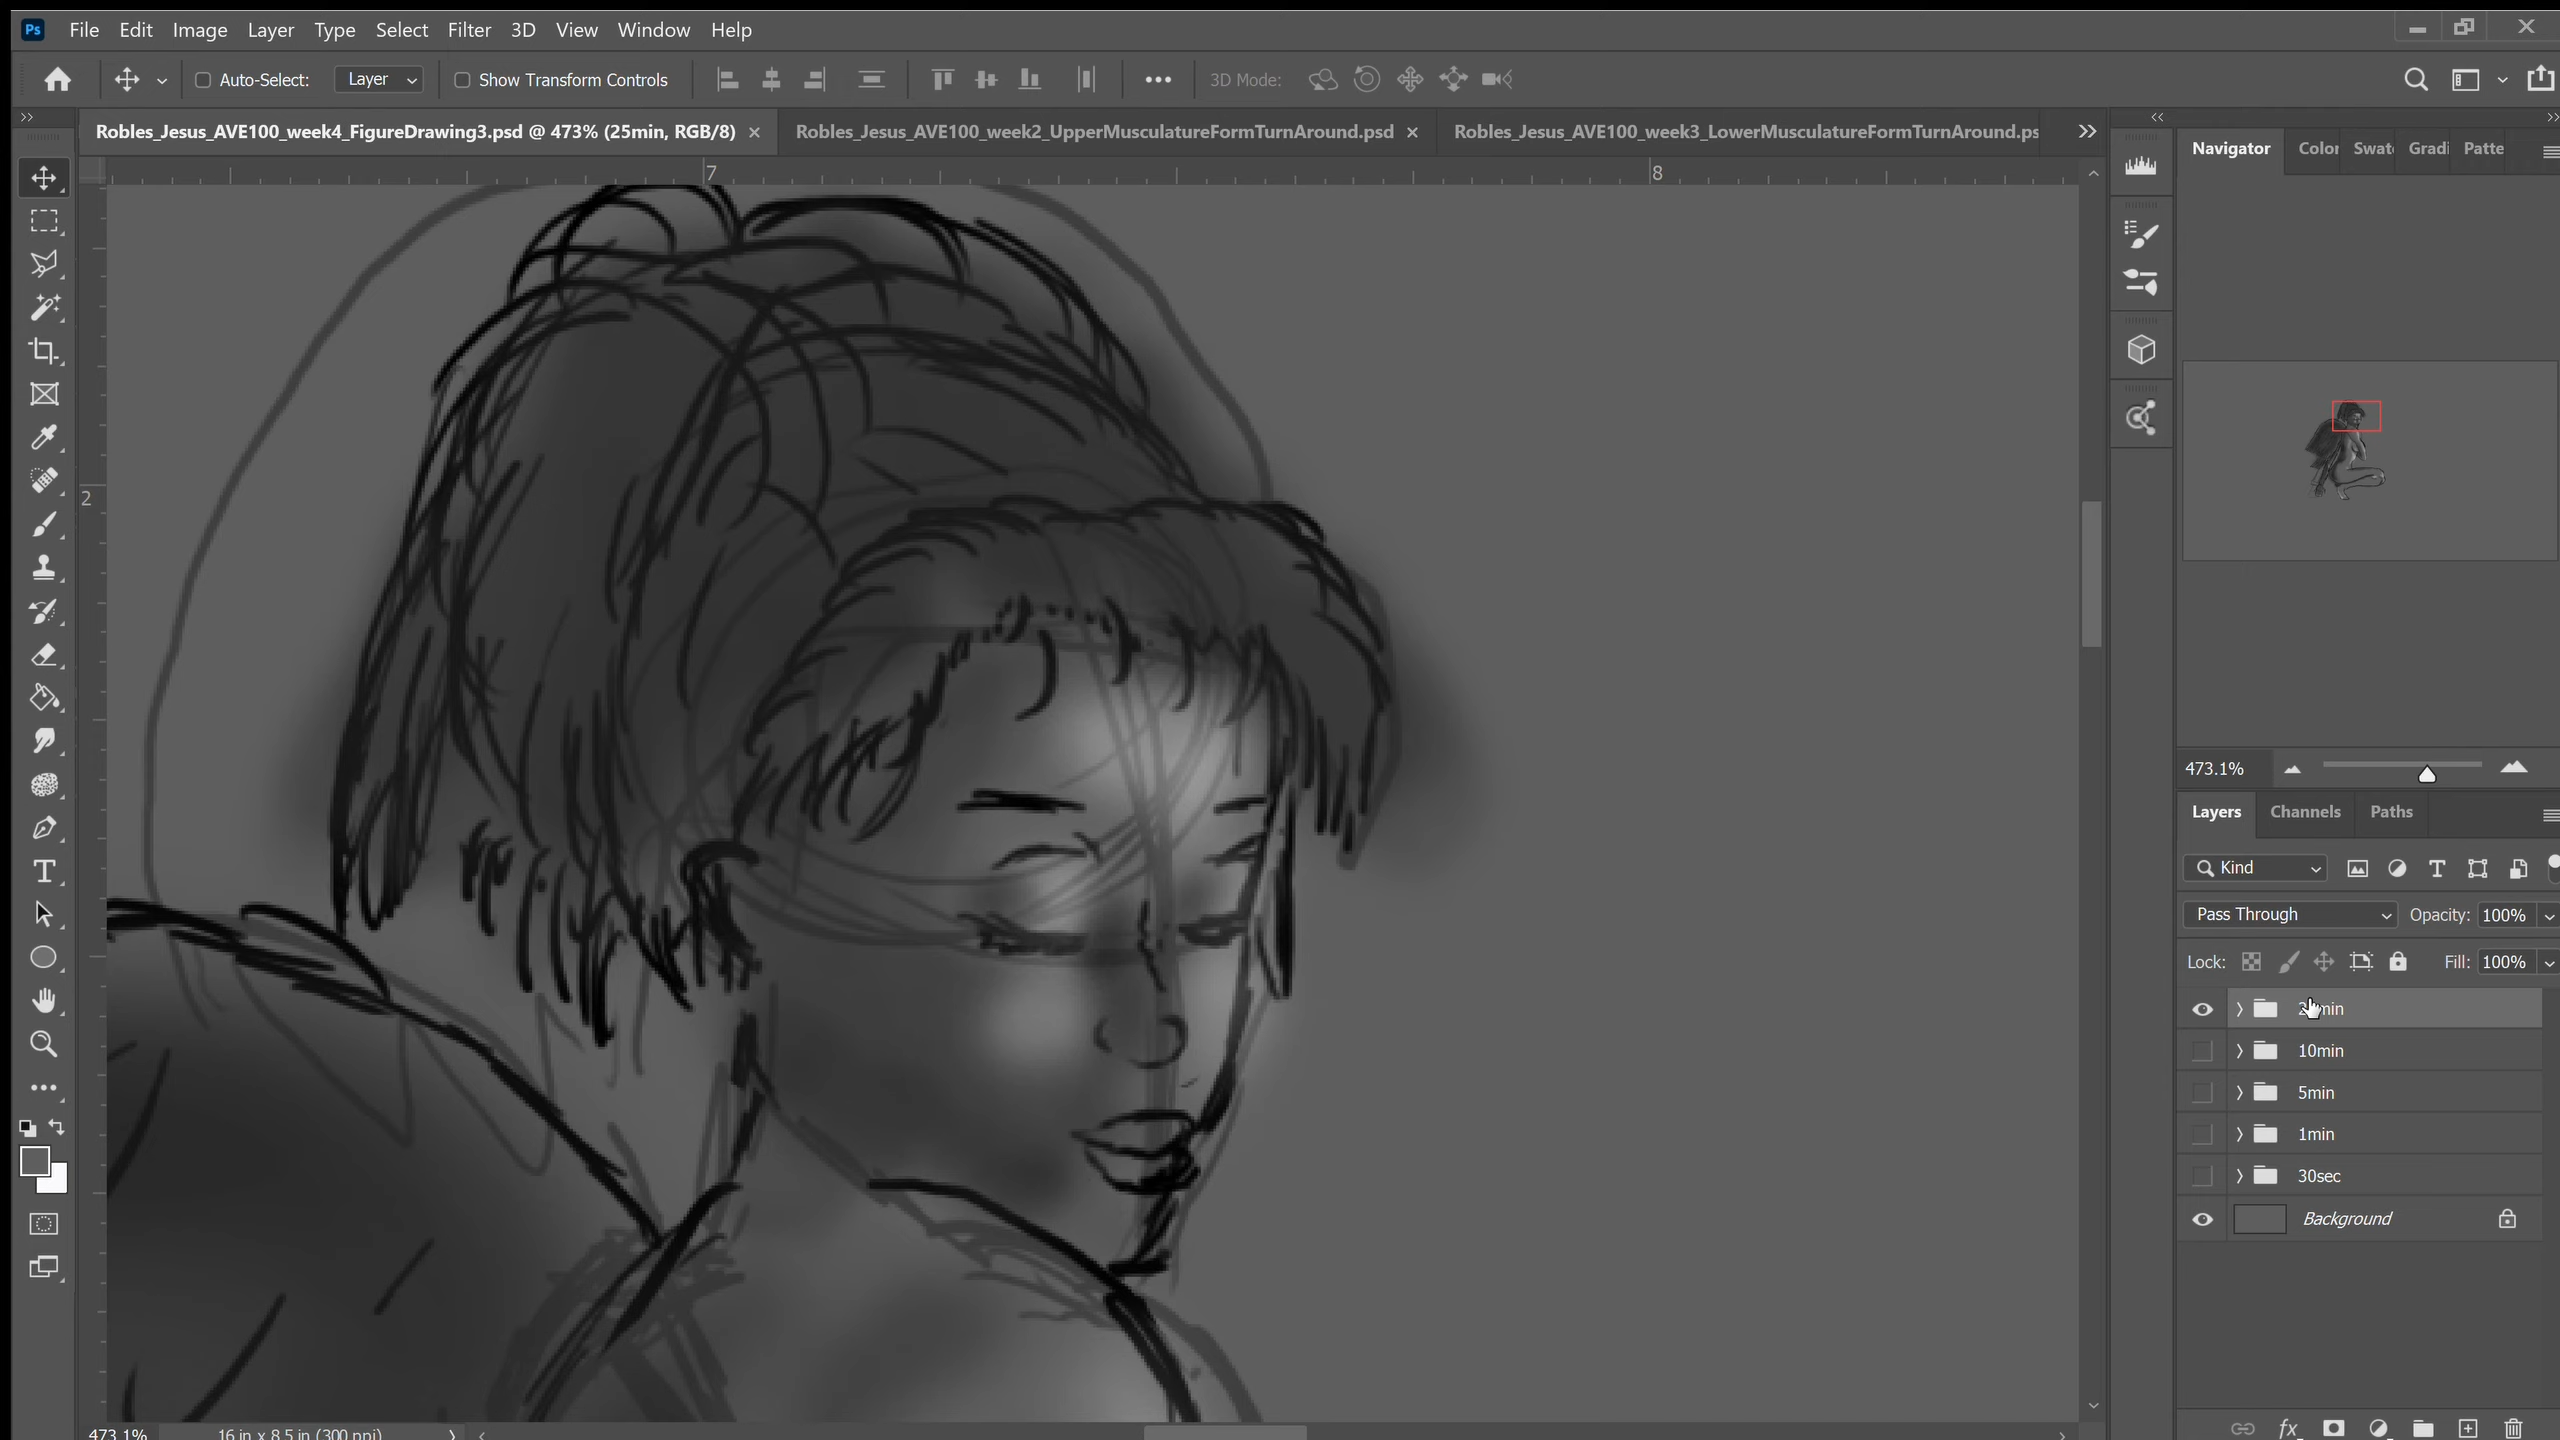 Ps File Edit Image Layer Type Select Filter 3D View Window Help
Auto-Select: Layer Show Transform Controls 3D Mode:
Robles_Jesus_AVE100_week4_FigureDrawing3.psd @ 473% (25min, RGB/8) Robles_Jesus_AVE100_week2_UpperMusculatureFormTurnAround.psd Robles_Jesus_AVE100_week3_LowerMusculatureFormTurnAround.ps
Navigator Color Swat Gradi Patte
7 8
2
473.1%
Layers Channels Paths
Kind
Pass Through Opacity: 100%
Lock: Fill: 100%
min
10min
5min
1min
30sec
Background
473.1% 16 in x 8.5 in (300 ppi)
fx